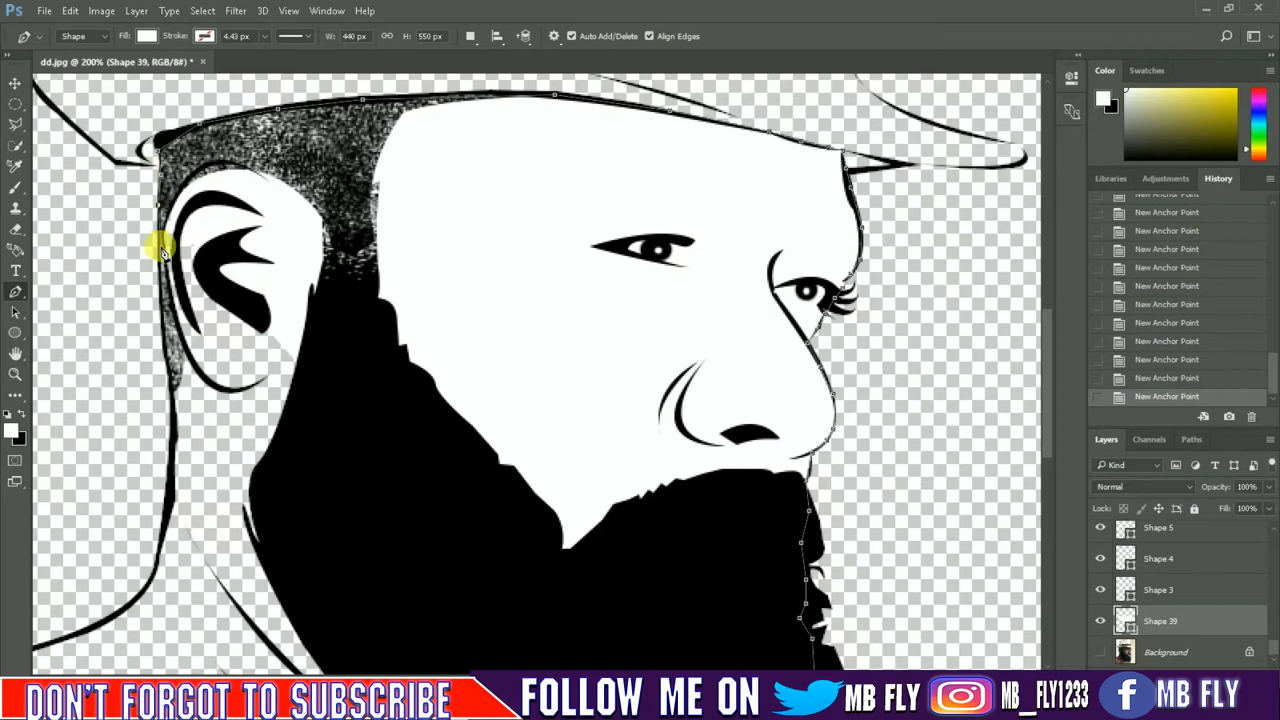 Ps File Edit Image Layer Type Select Filter 3D View Window Help
Shape Fill: Stroke: 4.43 px W: 440 px H: 550 px Auto Add/Delete Align Edges
dd.jpg @ 200% (Shape 39, RGB/8#) * ×
Color Swatches
Libraries Adjustments History
New Anchor Point
New Anchor Point
New Anchor Point
New Anchor Point
New Anchor Point
New Anchor Point
New Anchor Point
New Anchor Point
New Anchor Point
New Anchor Point
New Anchor Point
Layers Channels Paths
Kind
Normal Opacity: 100%
Lock: Fill: 100%
Shape 5
Shape 4
Shape 3
Shape 39
Background
DON'T FORGOT TO SUBSCRIBE FOLLOW ME ON MB FLY MB_FLY1233 MB FLY